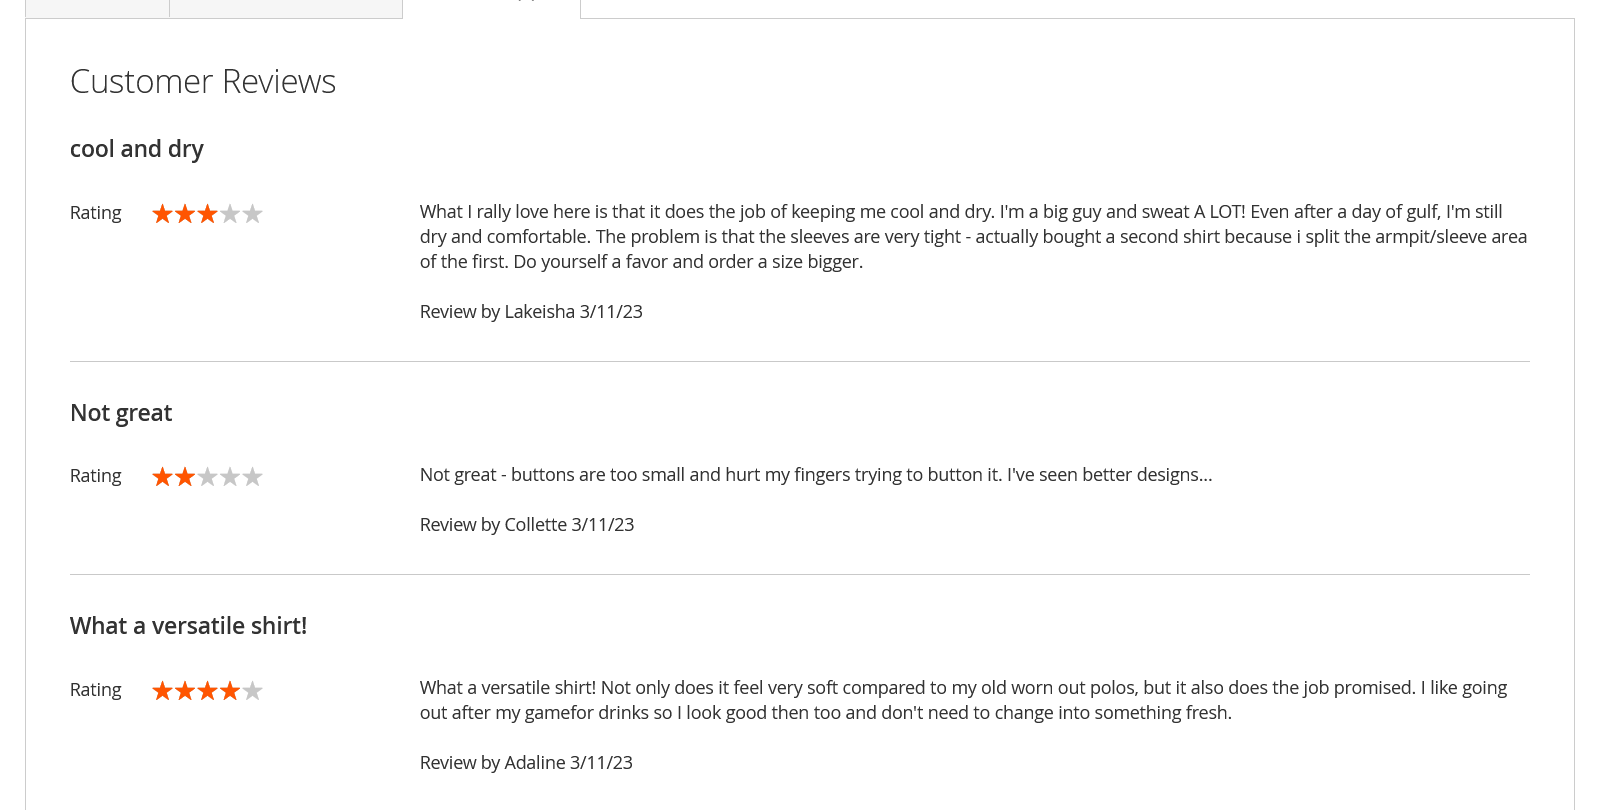 Customer Reviews
cool and dry
Rating
What I rally love here is that it does the job of keeping me cool and dry. I'm a big guy and sweat A LOT! Even after a day of gulf, I'm still
dry and comfortable. The problem is that the sleeves are very tight - actually bought a second shirt because i split the armpit/sleeve area
of the first. Do yourself a favor and order a size bigger.
Review by Lakeisha 3/11/23
Not great
Rating
Not great - buttons are too small and hurt my fingers trying to button it. I've seen better designs...
Review by Collette 3/11/23
What a versatile shirt!
Rating
What a versatile shirt! Not only does it feel very soft compared to my old worn out polos, but it also does the job promised. I like going
out after my gamefor drinks so I look good then too and don't need to change into something fresh.
Review by Adaline 3/11/23